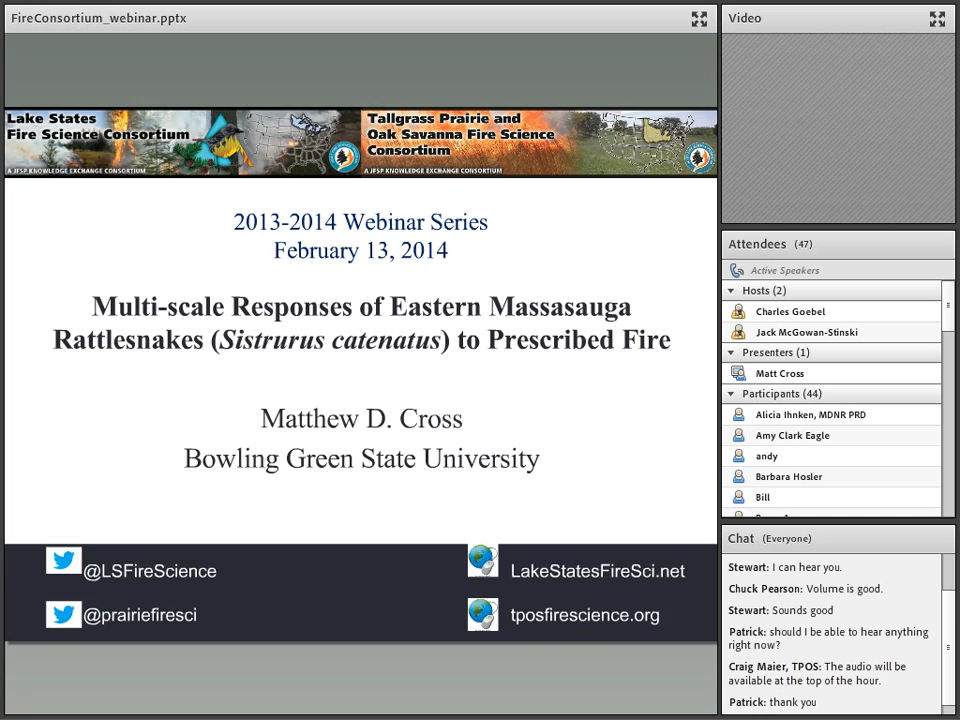 FireConsortium_webinar.pptx
Lake States
Fire Science Consortium
A JFSP KNOWLEDGE EXCHANGE CONSORTIUM
Tallgrass Prairie and
Oak Savanna Fire Science
Consortium
A JFSP KNOWLEDGE EXCHANGE CONSORTIUM
2013-2014 Webinar Series
February 13, 2014
Multi-scale Responses of Eastern Massasauga
Rattlesnakes (Sistrurus catenatus) to Prescribed Fire
Matthew D. Cross
Bowling Green State University
@LSFireScience
LakeStatesFireSci.net
@prairiefiresci
tposfirescience.org
Video
Attendees (47)
Active Speakers
Hosts (2)
Charles Goebel
Jack McGowan-Stinski
Presenters (1)
Matt Cross
Participants (44)
Alicia Ihnken, MDNR PRD
Amy Clark Eagle
andy
Barbara Hosler
Bill
Chat (Everyone)
Stewart: I can hear you.
Chuck Pearson: Volume is good.
Stewart: Sounds good
Patrick: should I be able to hear anything
right now?
Craig Maier, TPOS: The audio will be
available at the top of the hour.
Patrick: thank you